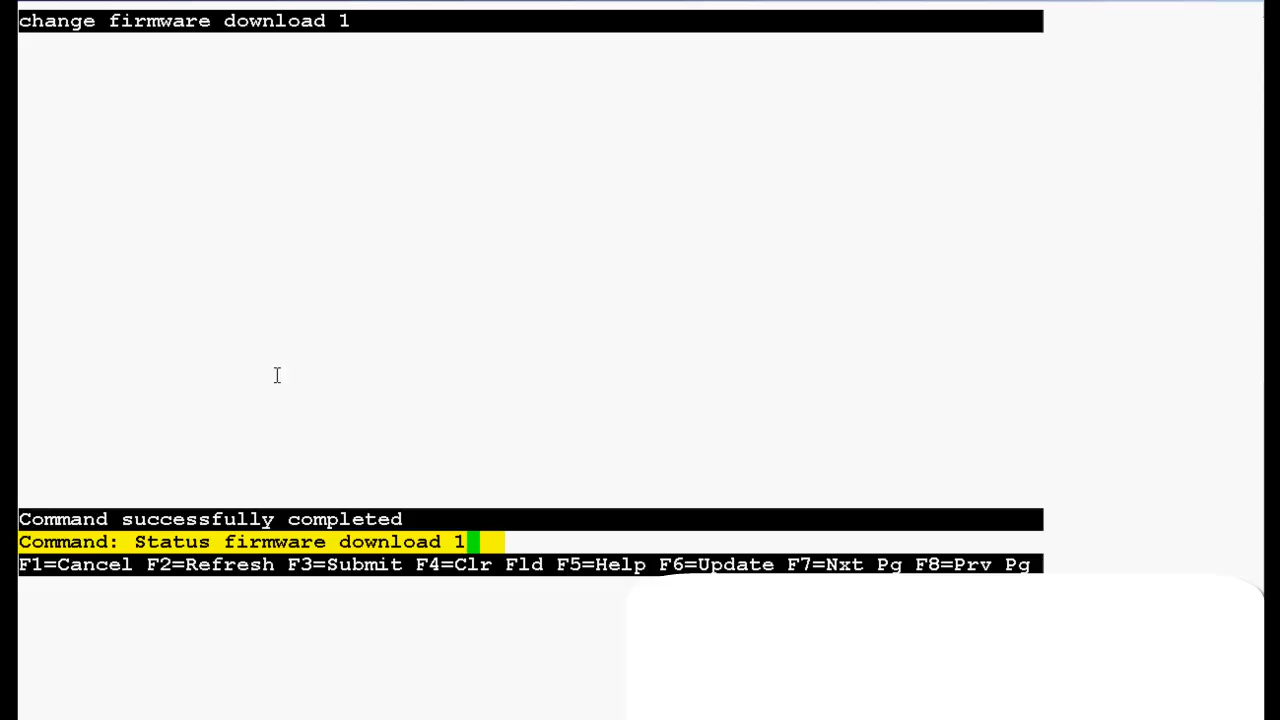 change firmware download 1
Command successfully completed
Command: Status firmware download 1
F1=Cancel F2=Refresh F3=Submit F4=Clr Fld F5=Help F6=Update F7=Nxt Pg F8=Prv Pg